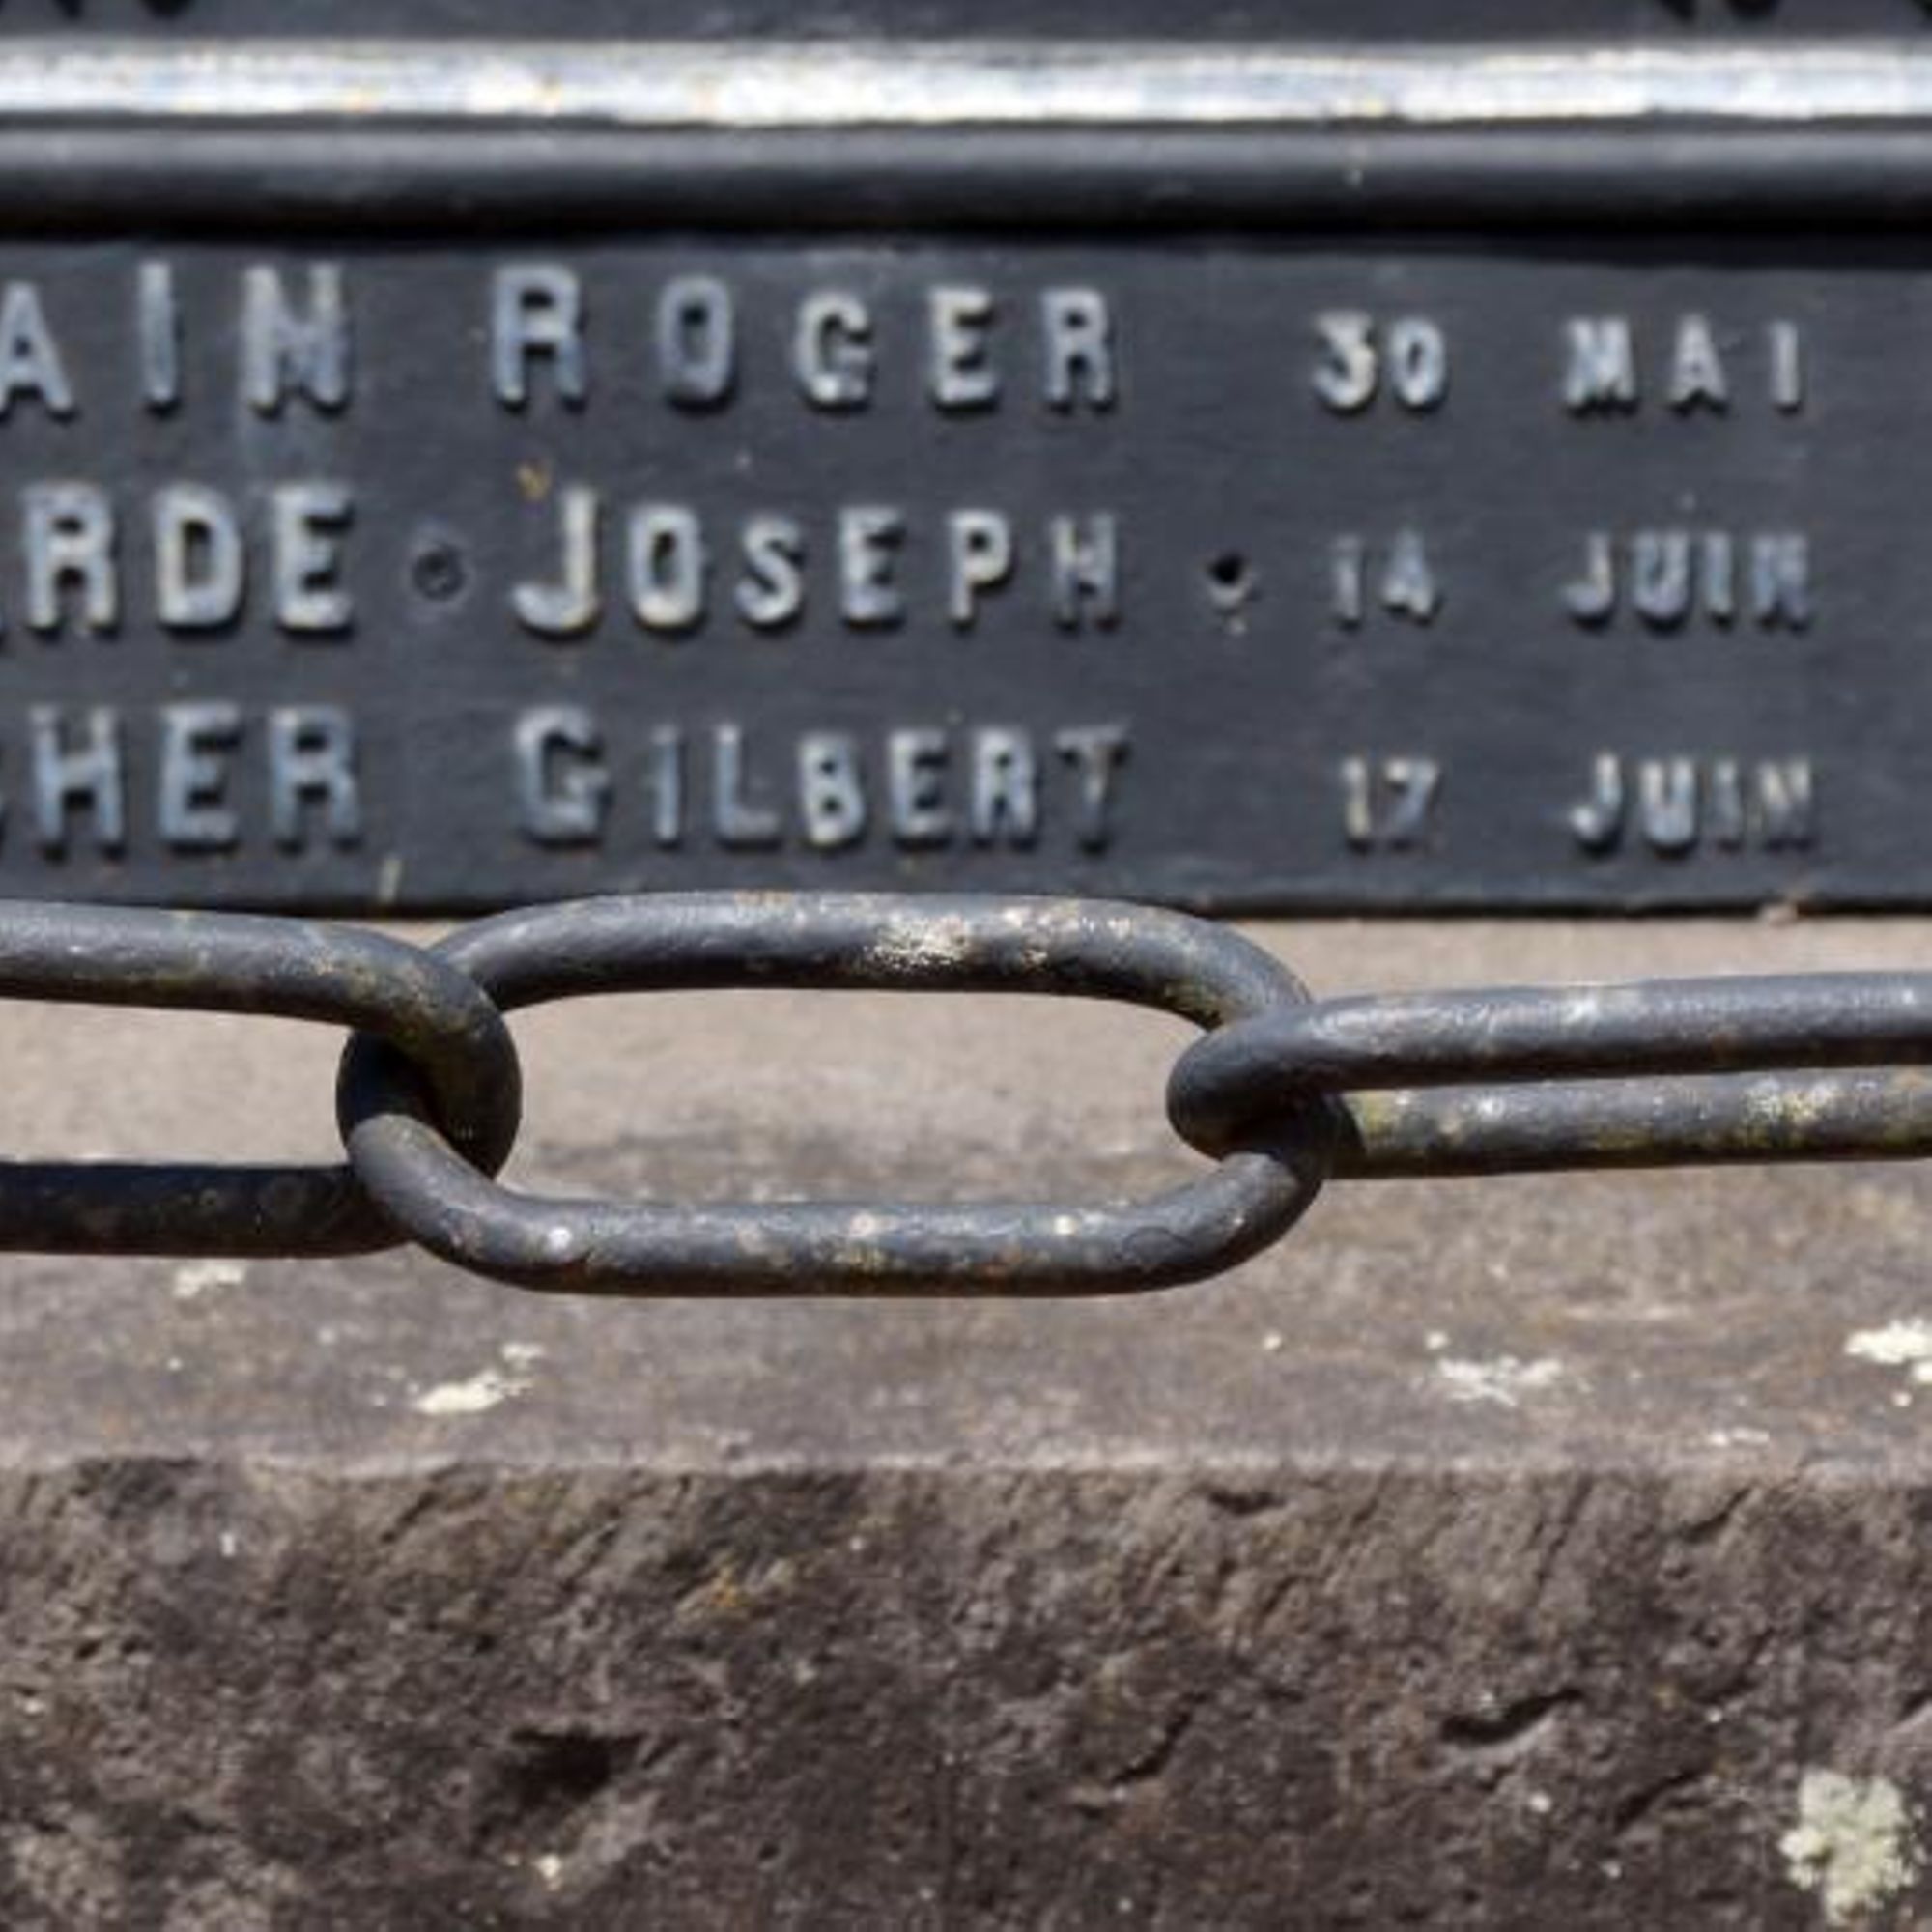 AIN ROGER 30 MAI
RDE JOSEPH 14 JUIN
HER GILBERT 17 JUIN